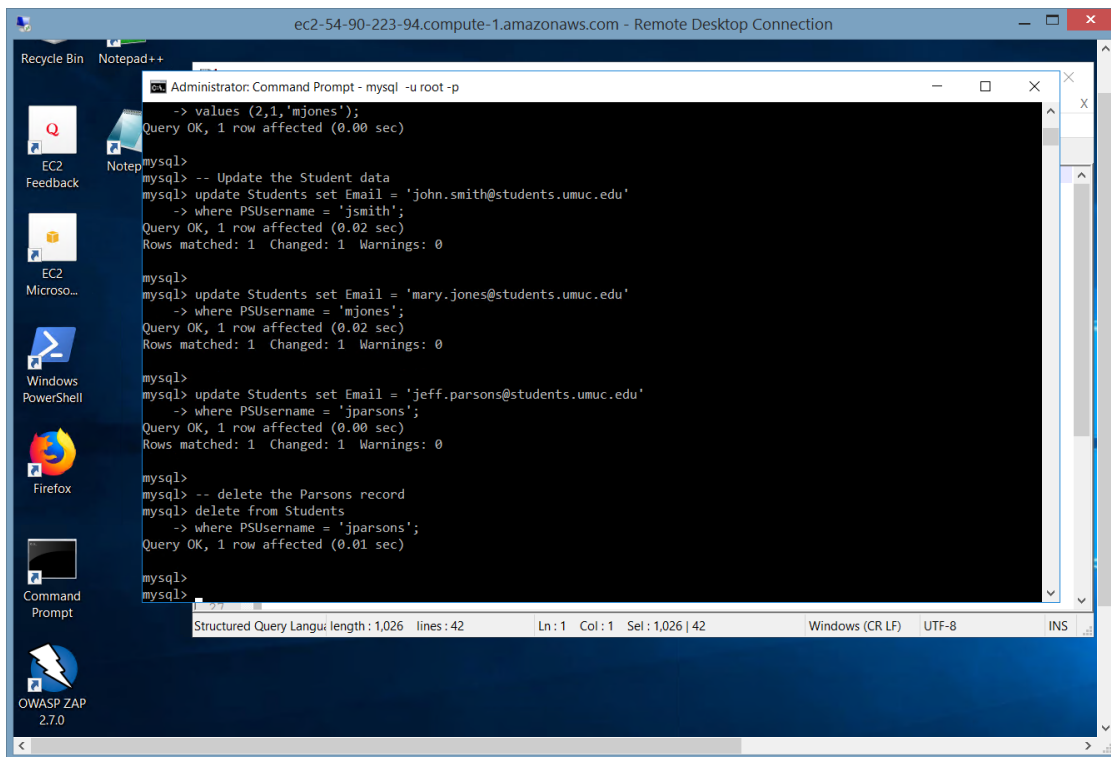 ec2-54-90-223-94.compute-1.amazonaws.com - Remote Desktop Connection
Recycle Bin
Notepad++
Administrator: Command Prompt - mysql -u root -p
    -> values (2,1,'mjones');
Query OK, 1 row affected (0.00 sec)
mysql>
mysql> -- Update the Student data
mysql> update Students set Email = 'john.smith@students.umuc.edu'
    -> where PSUsername = 'jsmith';
Query OK, 1 row affected (0.02 sec)
Rows matched: 1  Changed: 1  Warnings: 0
mysql>
mysql> update Students set Email = 'mary.jones@students.umuc.edu'
    -> where PSUsername = 'mjones';
Query OK, 1 row affected (0.02 sec)
Rows matched: 1  Changed: 1  Warnings: 0
mysql>
mysql> update Students set Email = 'jeff.parsons@students.umuc.edu'
    -> where PSUsername = 'jparsons';
Query OK, 1 row affected (0.00 sec)
Rows matched: 1  Changed: 1  Warnings: 0
mysql>
mysql> -- delete the Parsons record
mysql> delete from Students
    -> where PSUsername = 'jparsons';
Query OK, 1 row affected (0.01 sec)
mysql>
mysql>
EC2
Feedback
Notep
EC2
Microso...
Windows
PowerShell
Firefox
Command
Prompt
OWASP ZAP
2.7.0
27
Structured Query Langua length : 1,026 lines : 42 Ln : 1 Col : 1 Sel : 1,026 | 42 Windows (CR LF) UTF-8 INS